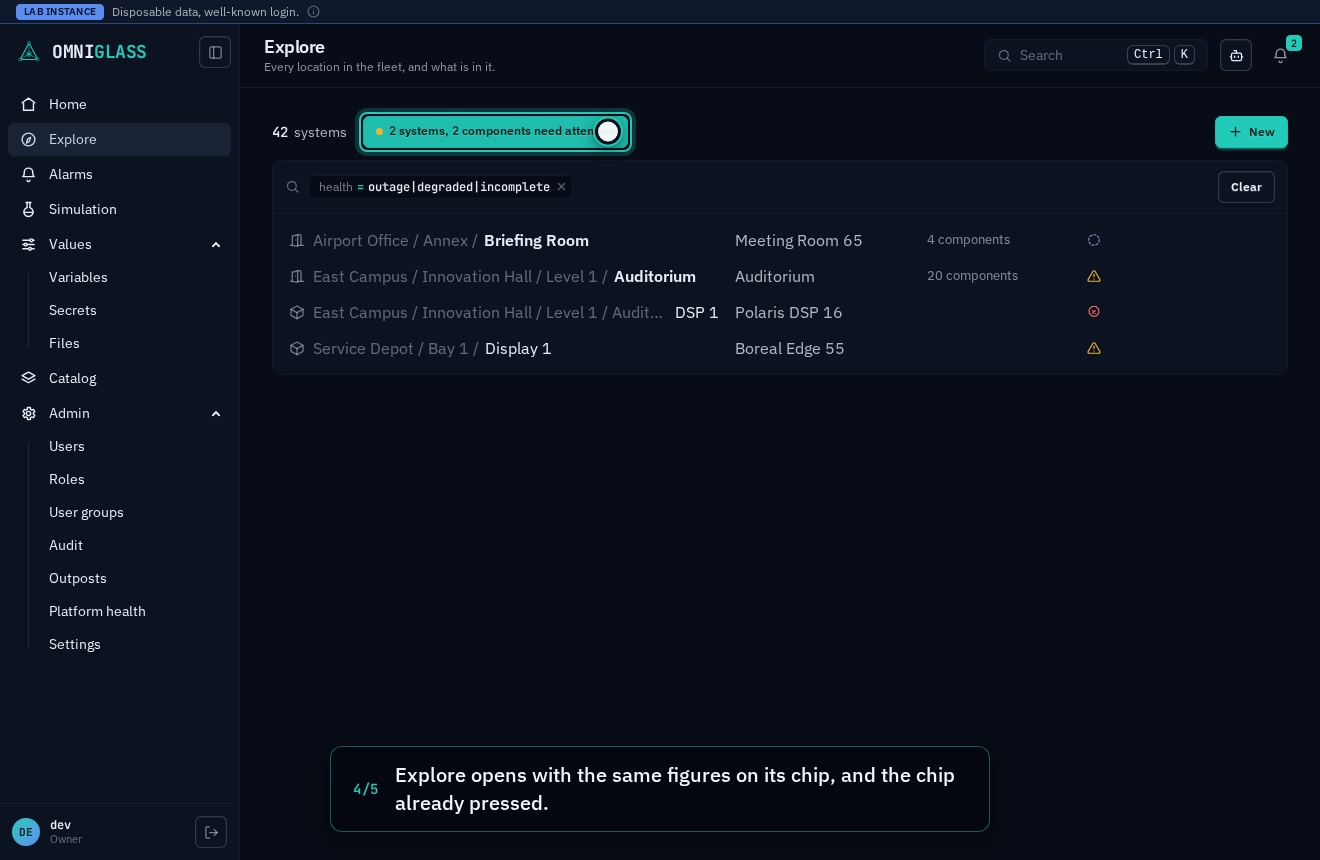 LAB INSTANCE Disposable data, well-known login.
OMNIGLASS
Home
Explore
Alarms
Simulation
Values
Variables
Secrets
Files
Catalog
Admin
Users
Roles
User groups
Audit
Outposts
Platform health
Settings
DE
dev
Owner
Explore
Every location in the fleet, and what is in it.
Search Ctrl K
2
42 systems
2 systems, 2 components need
New
health = outage|degraded|incomplete
Clear
Airport Office / Annex / Briefing Room Meeting Room 65 4 components
East Campus / Innovation Hall / Level 1 / Auditorium Auditorium 20 components
East Campus / Innovation Hall / Level 1 / Audit... DSP 1 Polaris DSP 16
Service Depot / Bay 1 / Display 1 Boreal Edge 55
4/5
Explore opens with the same figures on its chip, and the chip
already pressed.